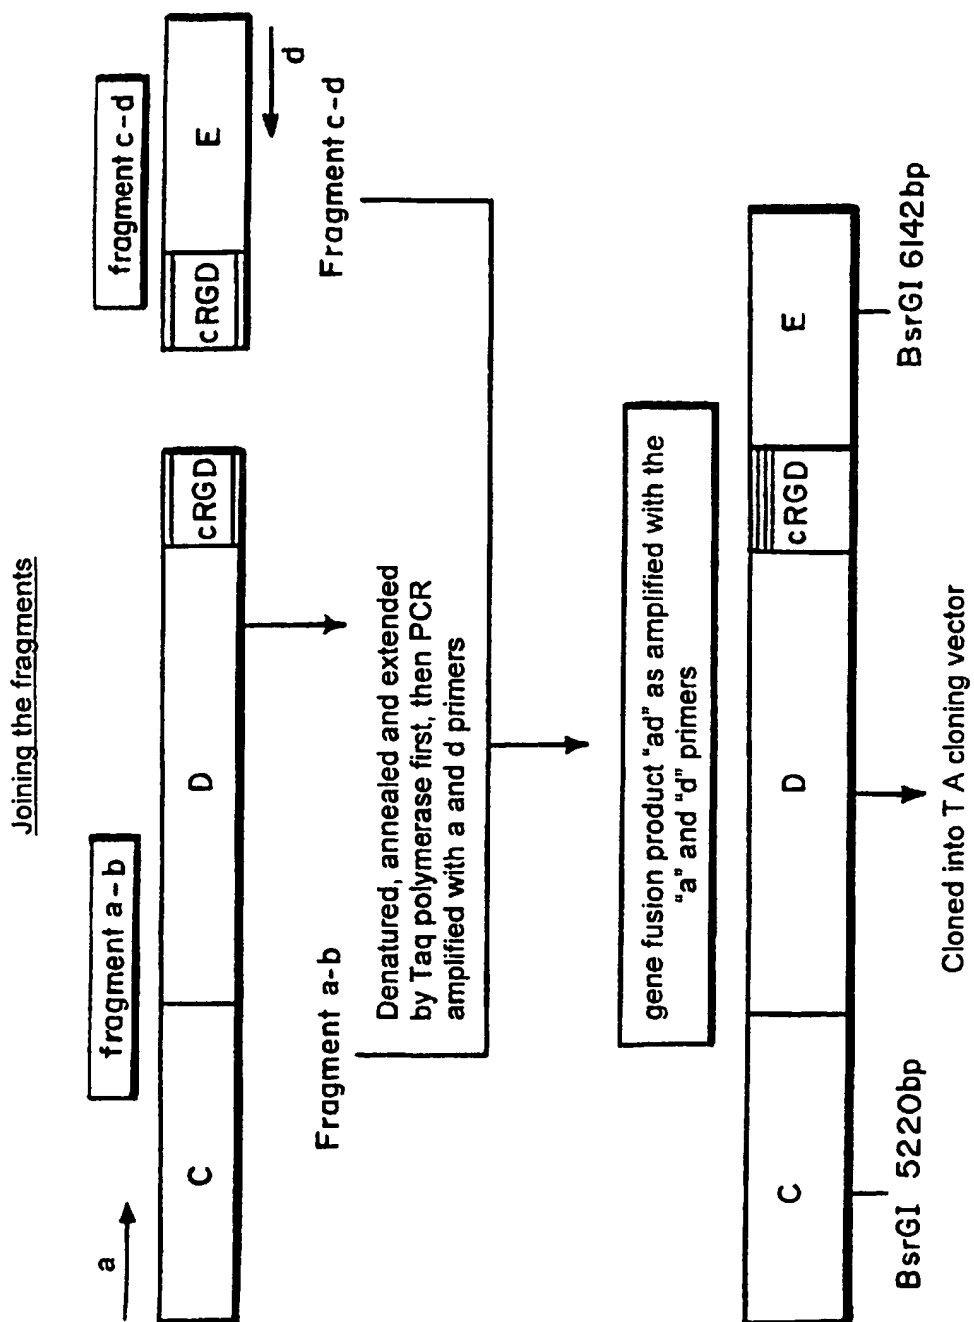 Joining the fragments
fragment a-b
fragment c-d
a
C
D
cRGD
cRGD
E
d
Fragment a-b
Fragment c-d
Denatured, annealed and extended
by Taq polymerase first, then PCR
amplified with a and d primers
gene fusion product "ad" as amplified with the
"a" and "d" primers
C
D
cRGD
E
BsrGI 5220bp
BsrGI 6142bp
Cloned into T A cloning vector